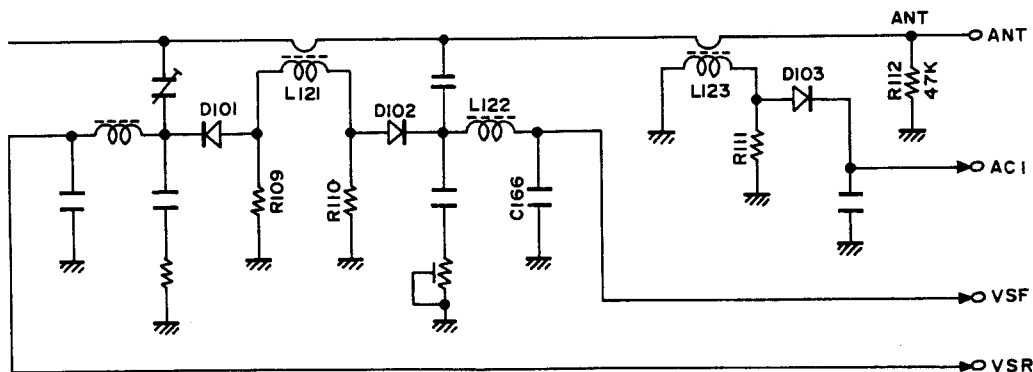 ANT
ANT
R112
47K
D103
L123
R111
AC1
L121
D101
D102
L122
R109
R110
C166
VSF
VSR